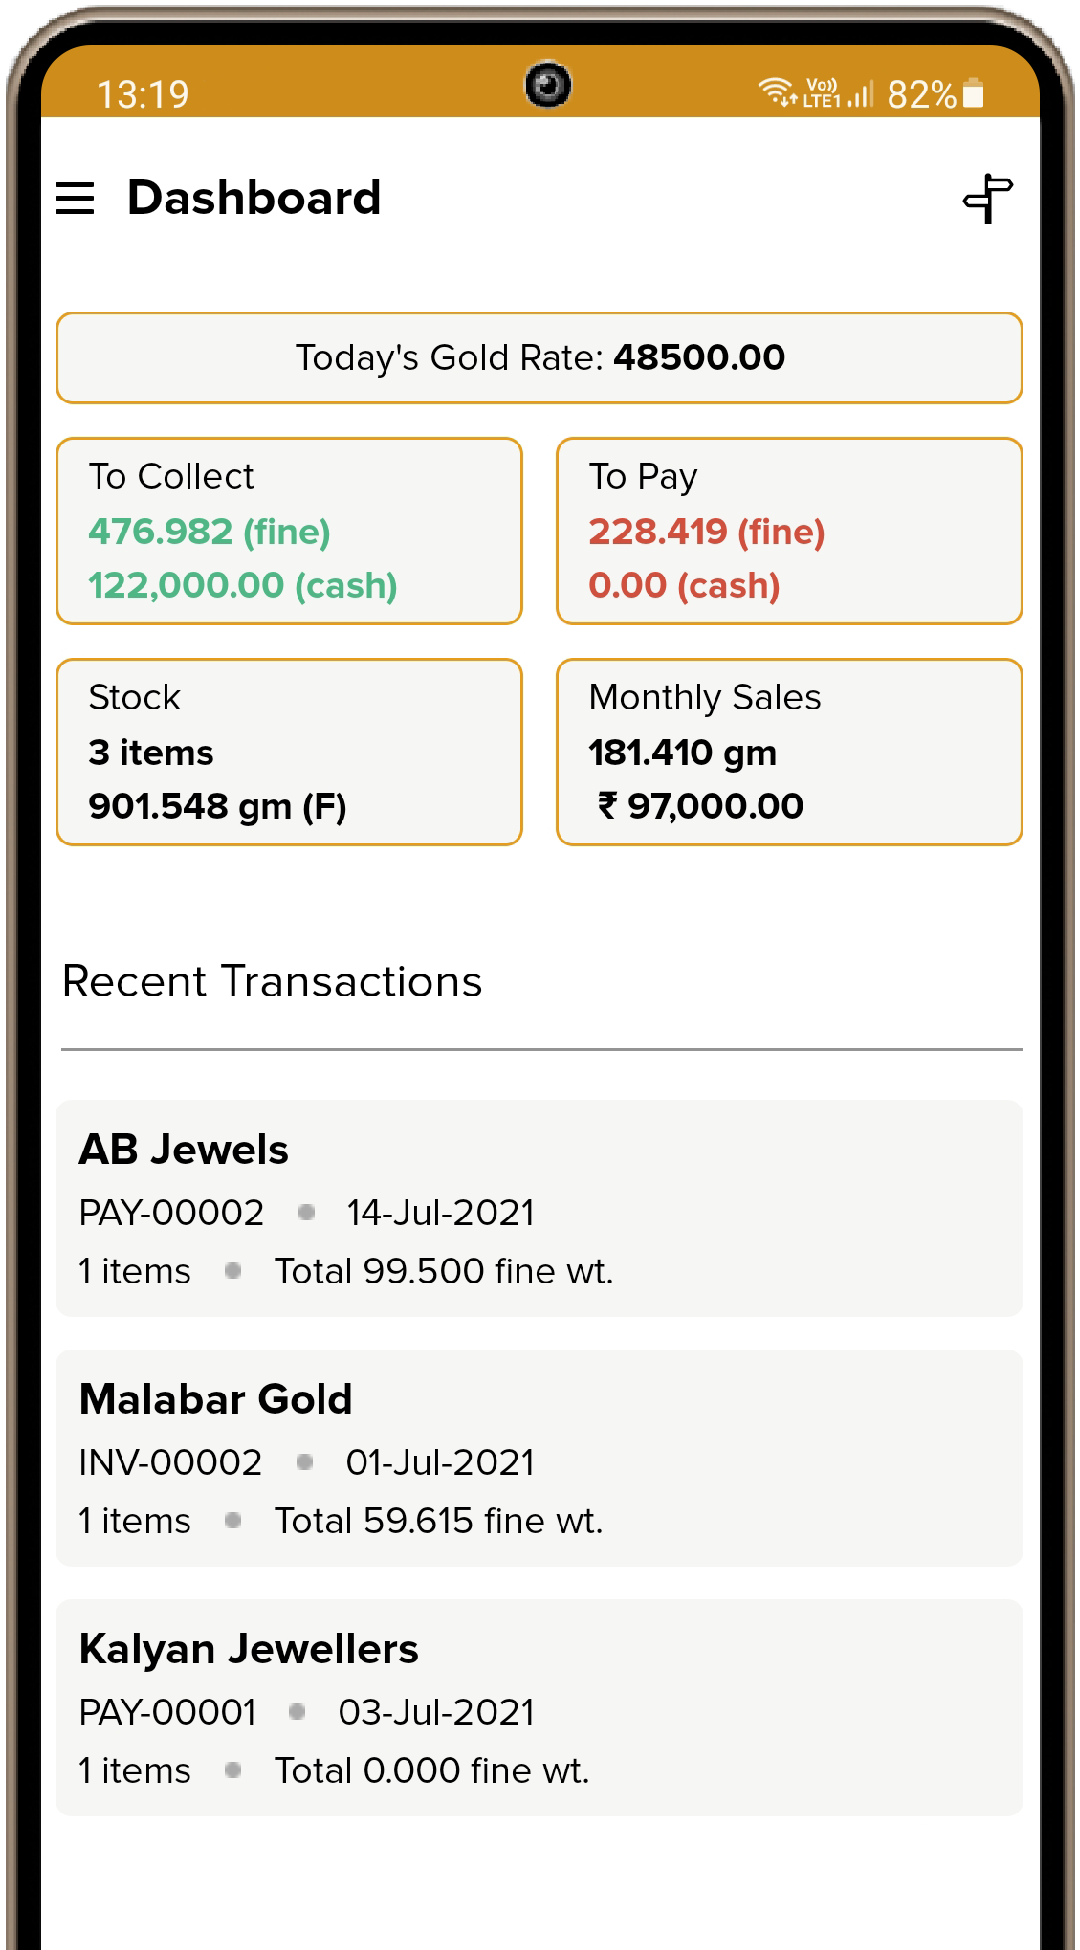 13:19 Vo)) LTE1 82%
Dashboard
Today's Gold Rate: 48500.00
To Collect
476.982 (fine)
122,000.00 (cash)
To Pay
228.419 (fine)
0.00 (cash)
Stock
3 items
901.548 gm (F)
Monthly Sales
181.410 gm
₹ 97,000.00
Recent Transactions
AB Jewels
PAY-00002 • 14-Jul-2021
1 items • Total 99.500 fine wt.
Malabar Gold
INV-00002 • 01-Jul-2021
1 items • Total 59.615 fine wt.
Kalyan Jewellers
PAY-00001 • 03-Jul-2021
1 items • Total 0.000 fine wt.